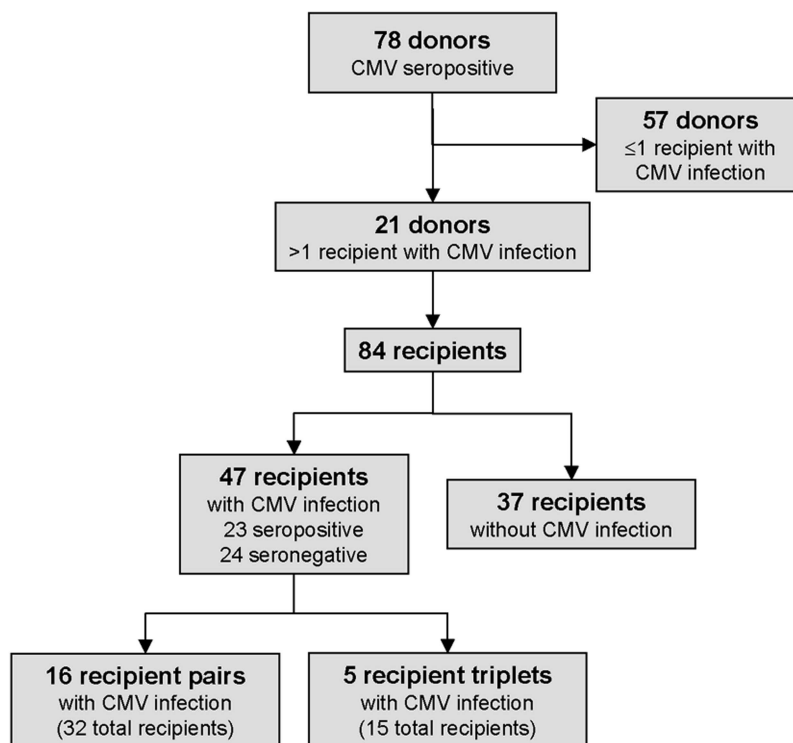 78 donors
CMV seropositive
57 donors
≤1 recipient with
CMV infection
21 donors
>1 recipient with CMV infection
84 recipients
47 recipients
with CMV infection
23 seropositive
24 seronegative
37 recipients
without CMV infection
16 recipient pairs
with CMV infection
(32 total recipients)
5 recipient triplets
with CMV infection
(15 total recipients)